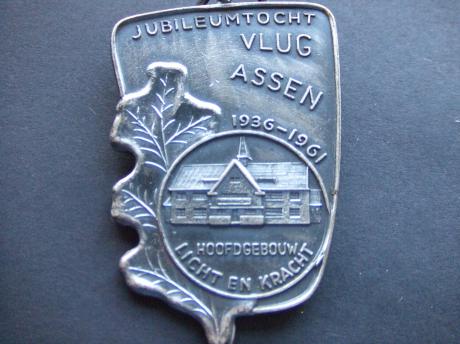 JUBILEUMTOCHT
VLUG
ASSEN
1936-1961
HOOFDGEBOUW
LICHT EN KRACHT